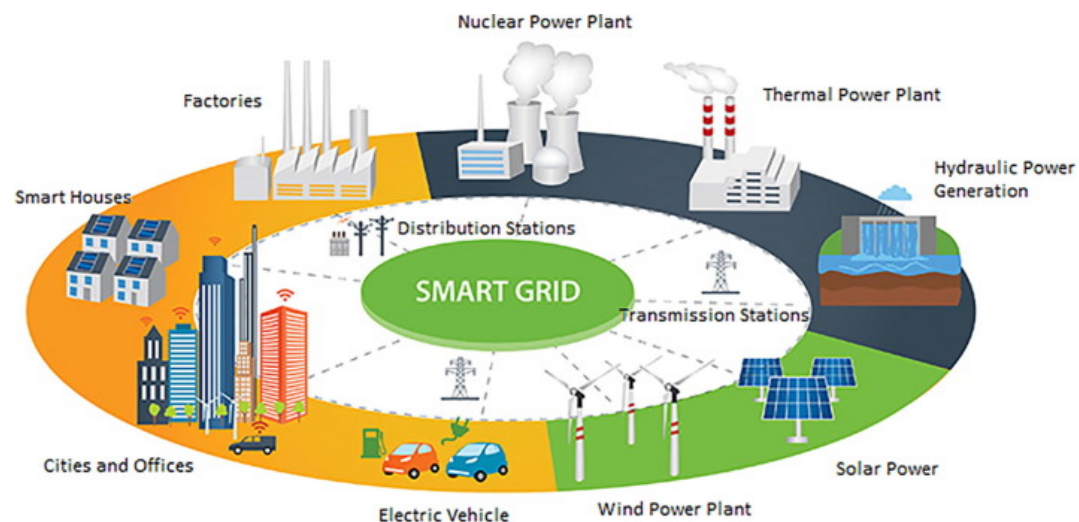 Nuclear Power Plant
Factories
Thermal Power Plant
Hydraulic Power
Generation
Smart Houses
Distribution Stations
SMART GRID
Transmission Stations
Cities and Offices
Solar Power
Electric Vehicle
Wind Power Plant